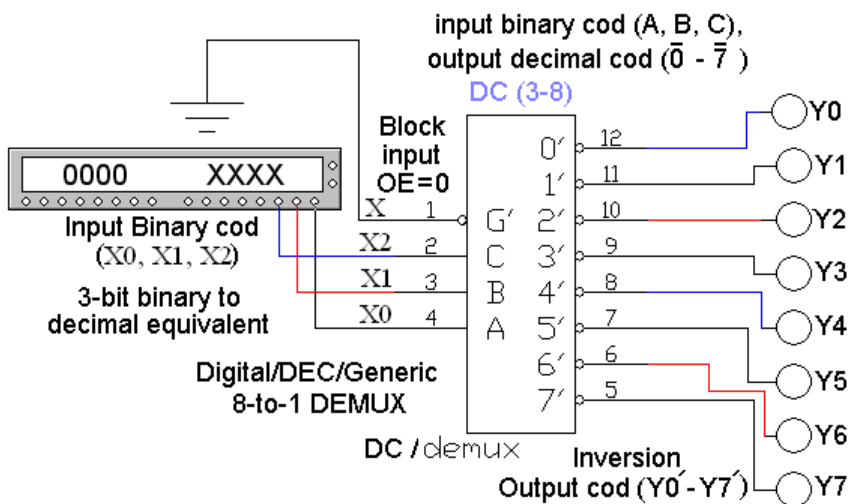 input binary cod (A, B, C),
output decimal cod (0̅ - 7̅ )
DC (3-8)
Block
input
OE=0
0000 XXXX
Input Binary cod
(X0, X1, X2)
3-bit binary to
decimal equivalent
X 1
X2 2
X1 3
X0 4
G′
C
B
A
0′ 12 Y0
1′ 11 Y1
2′ 10 Y2
3′ 9 Y3
4′ 8 Y4
5′ 7 Y5
6′ 6 Y6
7′ 5 Y7
Digital/DEC/Generic
8-to-1 DEMUX
DC /demux
Inversion
Output cod (Y0′-Y7′)